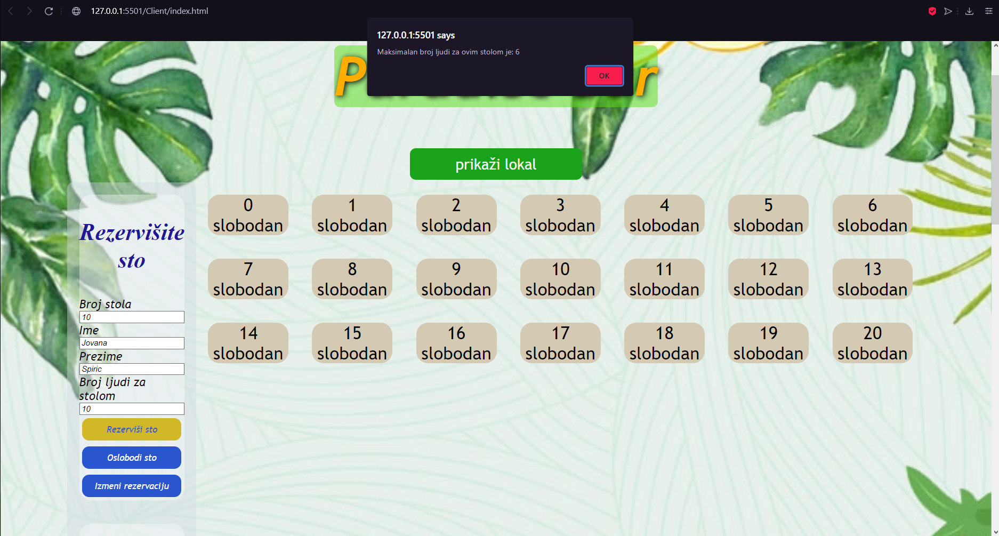 127.0.0.1:5501/Client/index.html
127.0.0.1:5501 says
Maksimalan broj ljudi za ovim stolom je: 6
OK
prikaži lokal
Rezervišite
sto
Broj stola
10
Ime
Jovana
Prezime
Spiric
Broj ljudi za
stolom
10
Rezerviši sto
Oslobodi sto
Izmeni rezervaciju
0 1 2 3 4 5 6
slobodan slobodan slobodan slobodan slobodan slobodan slobodan
7 8 9 10 11 12 13
slobodan slobodan slobodan slobodan slobodan slobodan slobodan
14 15 16 17 18 19 20
slobodan slobodan slobodan slobodan slobodan slobodan slobodan